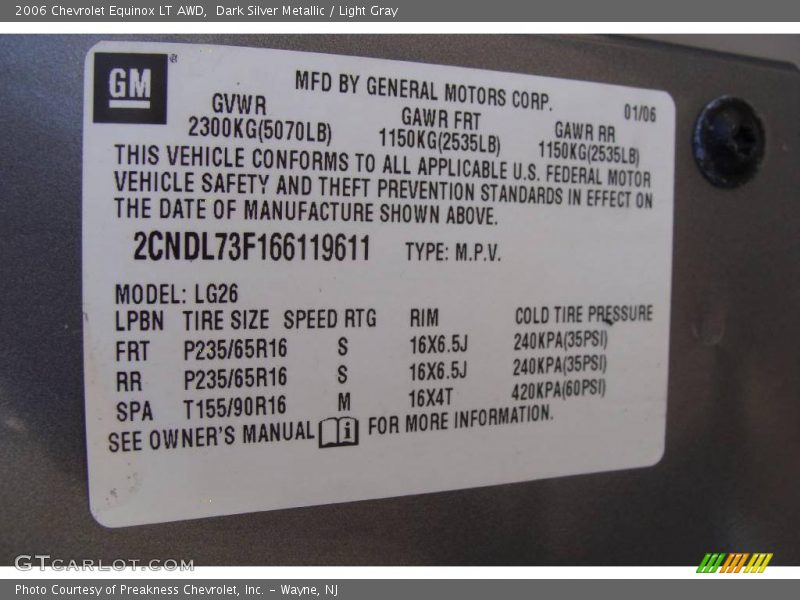 2006 Chevrolet Equinox LT AWD,  Dark Silver Metallic / Light Gray
GM ®
MFD BY GENERAL MOTORS CORP.
01/06
GVWR GAWR FRT GAWR RR
2300KG(5070LB) 1150KG(2535LB) 1150KG(2535LB)
THIS VEHICLE CONFORMS TO ALL APPLICABLE U.S. FEDERAL MOTOR
VEHICLE SAFETY AND THEFT PREVENTION STANDARDS IN EFFECT ON
THE DATE OF MANUFACTURE SHOWN ABOVE.
2CNDL73F166119611 TYPE: M.P.V.
MODEL: LG26
LPBN TIRE SIZE SPEED RTG RIM COLD TIRE PRESSURE
FRT P235/65R16 S 16X6.5J 240KPA(35PSI)
RR P235/65R16 S 16X6.5J 240KPA(35PSI)
SPA T155/90R16 M 16X4T 420KPA(60PSI)
SEE OWNER'S MANUAL i FOR MORE INFORMATION.
GTCARLOT.COM
Photo Courtesy of Preakness Chevrolet, Inc. - Wayne, NJ